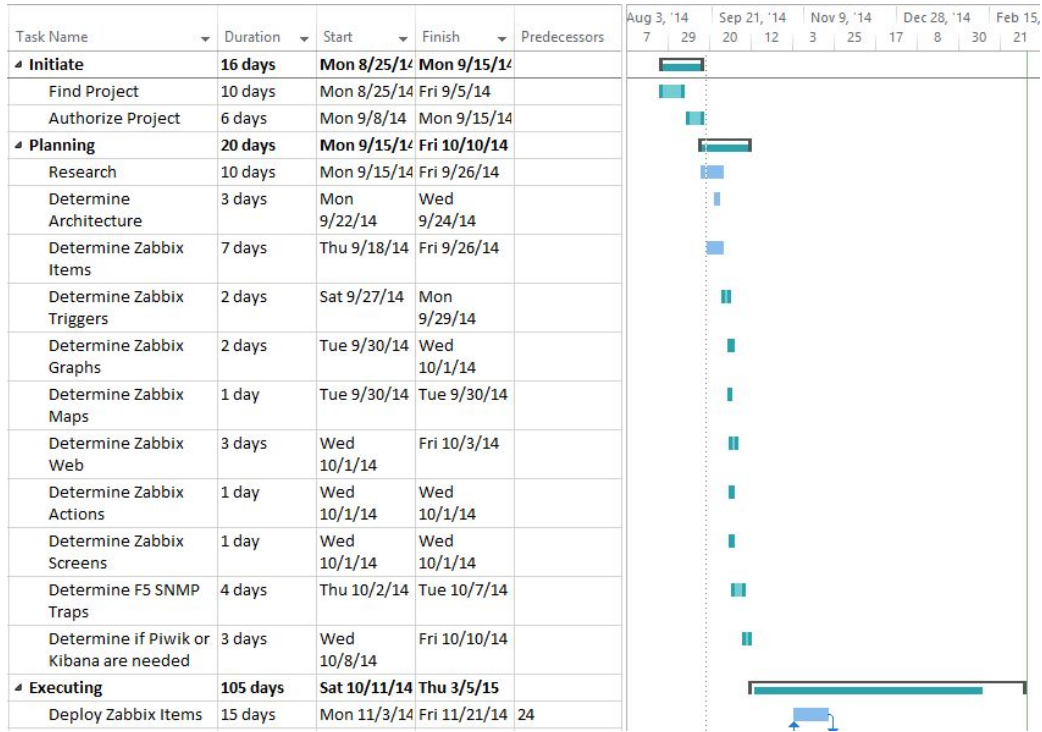 Aug 3, '14 Sep 21, '14 Nov 9, '14 Dec 28, '14 Feb 15,
Task Name Duration Start Finish Predecessors 7 29 20 12 3 25 17 8 30 21
Initiate 16 days Mon 8/25/14 Mon 9/15/14
Find Project 10 days Mon 8/25/14 Fri 9/5/14
Authorize Project 6 days Mon 9/8/14 Mon 9/15/14
Planning 20 days Mon 9/15/14 Fri 10/10/14
Research 10 days Mon 9/15/14 Fri 9/26/14
Determine 3 days Mon Wed
Architecture 9/22/14 9/24/14
Determine Zabbix 7 days Thu 9/18/14 Fri 9/26/14
Items
Determine Zabbix 2 days Sat 9/27/14 Mon
Triggers 9/29/14
Determine Zabbix 2 days Tue 9/30/14 Wed
Graphs 10/1/14
Determine Zabbix 1 day Tue 9/30/14 Tue 9/30/14
Maps
Determine Zabbix 3 days Wed Fri 10/3/14
Web 10/1/14
Determine Zabbix 1 day Wed Wed
Actions 10/1/14 10/1/14
Determine Zabbix 1 day Wed Wed
Screens 10/1/14 10/1/14
Determine F5 SNMP 4 days Thu 10/2/14 Tue 10/7/14
Traps
Determine if Piwik or 3 days Wed Fri 10/10/14
Kibana are needed 10/8/14
Executing 105 days Sat 10/11/14 Thu 3/5/15
Deploy Zabbix Items 15 days Mon 11/3/14 Fri 11/21/14 24